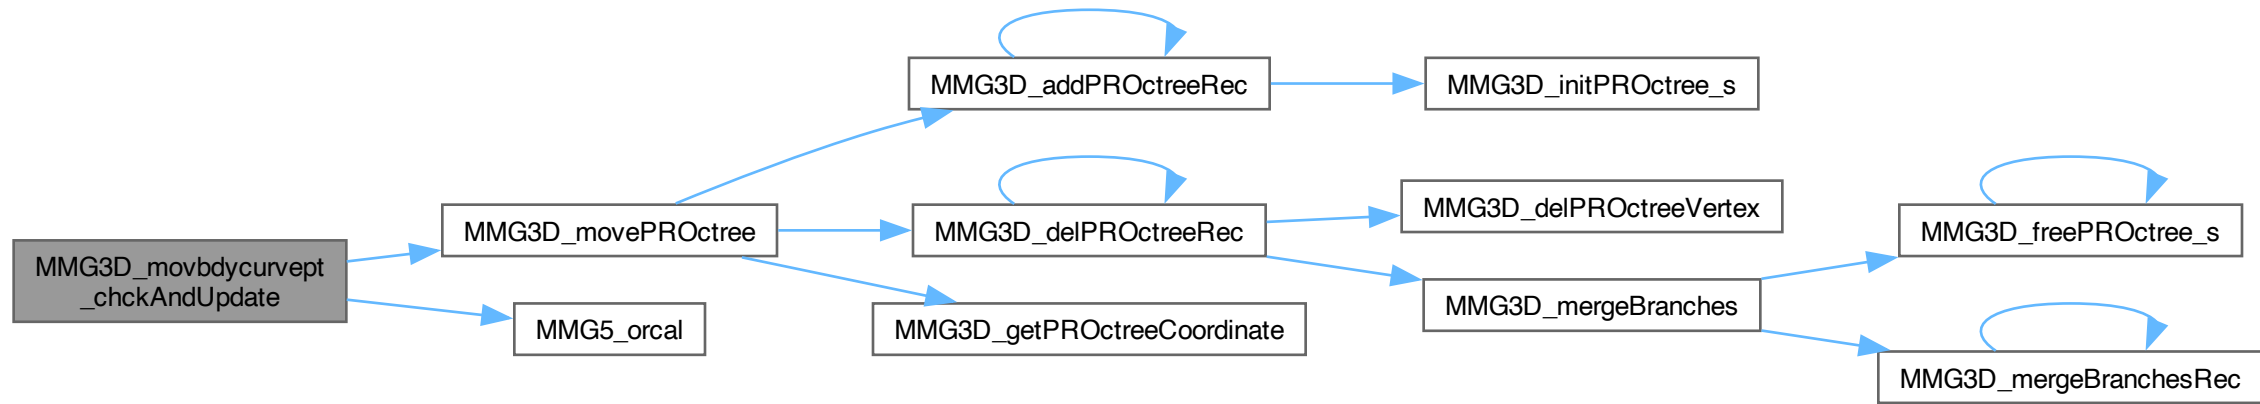 MMG3D_movbdycurvept
_chckAndUpdate
MMG3D_movePROctree
MMG5_orcal
MMG3D_addPROctreeRec
MMG3D_delPROctreeRec
MMG3D_getPROctreeCoordinate
MMG3D_initPROctree_s
MMG3D_delPROctreeVertex
MMG3D_mergeBranches
MMG3D_freePROctree_s
MMG3D_mergeBranchesRec